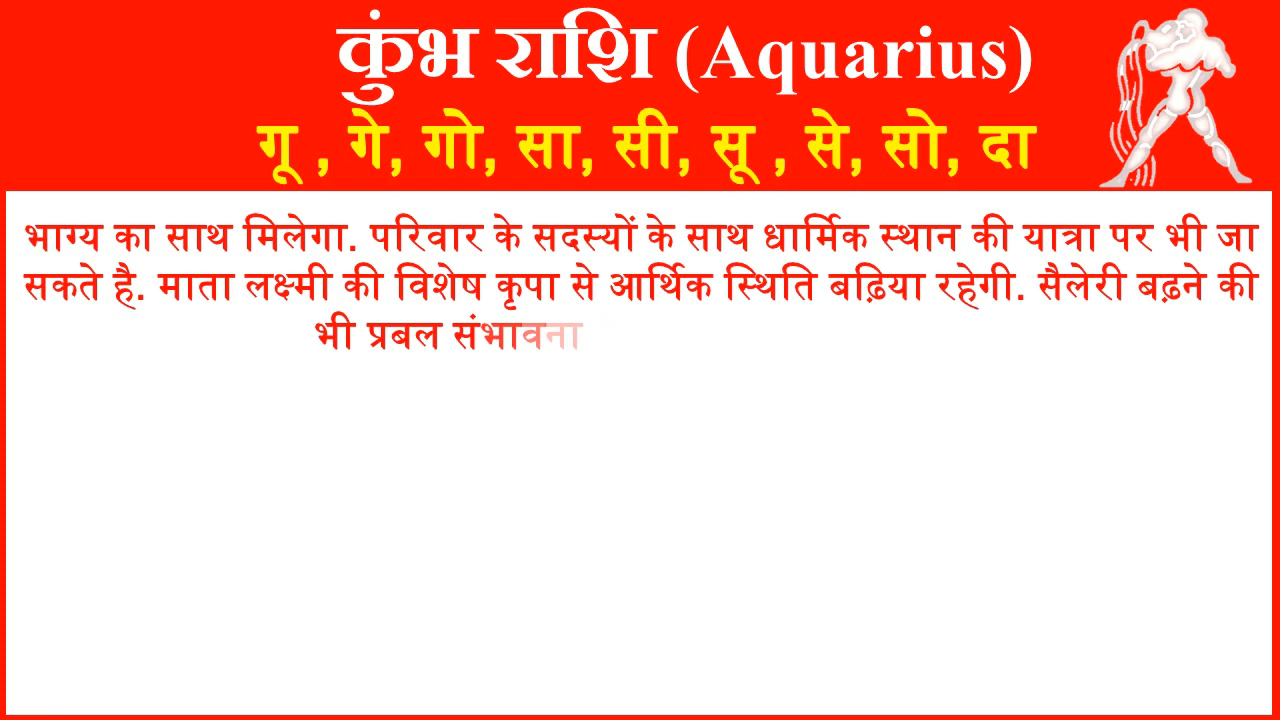 कुंभ राशि (Aquarius)
गू , गे, गो, सा, सी, सू , से, सो, दा
भाग्य का साथ मिलेगा. परिवार के सदस्यों के साथ धार्मिक स्थान की यात्रा पर भी जा
सकते है. माता लक्ष्मी की विशेष कृपा से आर्थिक स्थिति बढ़िया रहेगी. सैलेरी बढ़ने की
भी प्रबल संभावना